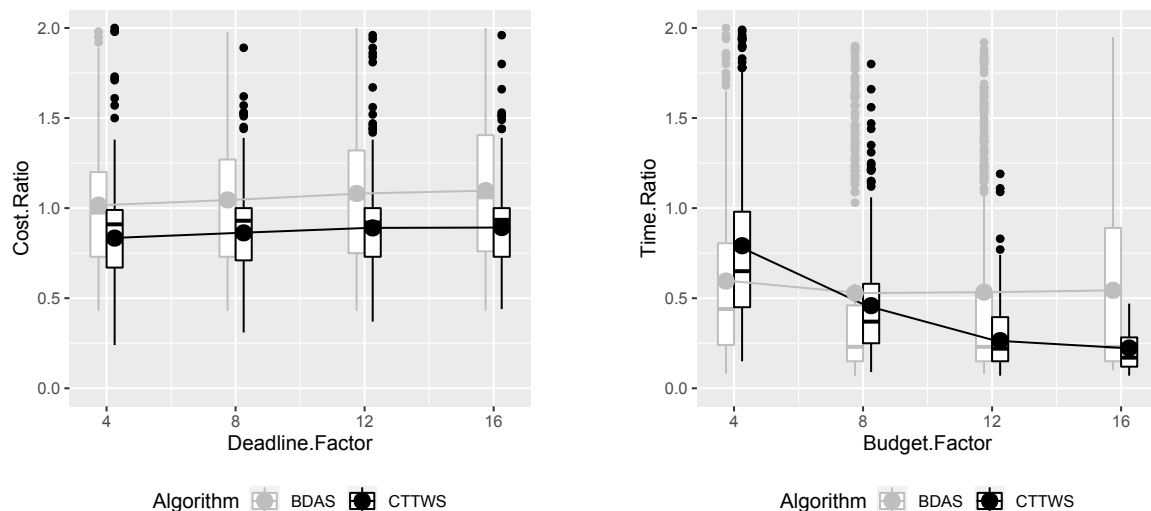 2.0
1.5
1.0
0.5
0.0
Cost.Ratio
4 8 12 16
Deadline.Factor
Algorithm BDAS CTTWS
2.0
1.5
1.0
0.5
0.0
Time.Ratio
4 8 12 16
Budget.Factor
Algorithm BDAS CTTWS